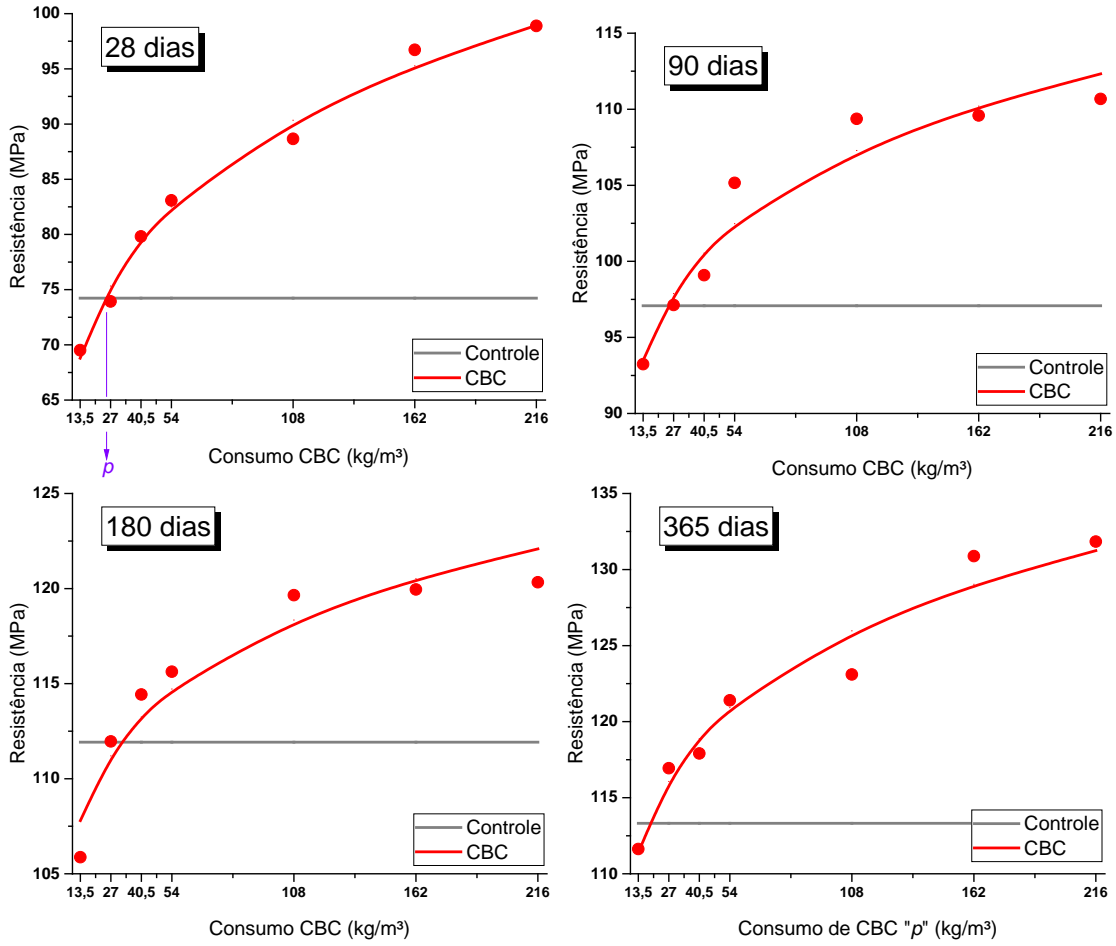 28 dias
Resistência (MPa)
100
95
90
85
80
75
70
65
13,5 27 40,5 54 108 162 216
Controle
CBC
p
Consumo CBC (kg/m³)
90 dias
Resistência (MPa)
115
110
105
100
95
90
13,5 27 40,5 54 108 162 216
Controle
CBC
Consumo CBC (kg/m³)
180 dias
Resistência (MPa)
125
120
115
110
105
13,5 27 40,5 54 108 162 216
Controle
CBC
Consumo CBC (kg/m³)
365 dias
Resistência (MPa)
135
130
125
120
115
110
13,5 27 40,5 54 108 162 216
Controle
CBC
Consumo de CBC "p" (kg/m³)